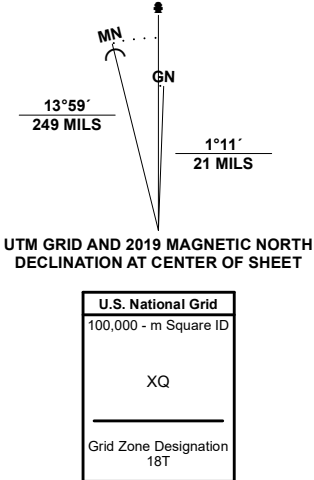 MN
GN
13°59´
249 MILS
1°11´
21 MILS
UTM GRID AND 2019 MAGNETIC NORTH
DECLINATION AT CENTER OF SHEET
U.S. National Grid
100,000 - m Square ID
XQ
Grid Zone Designation
18T